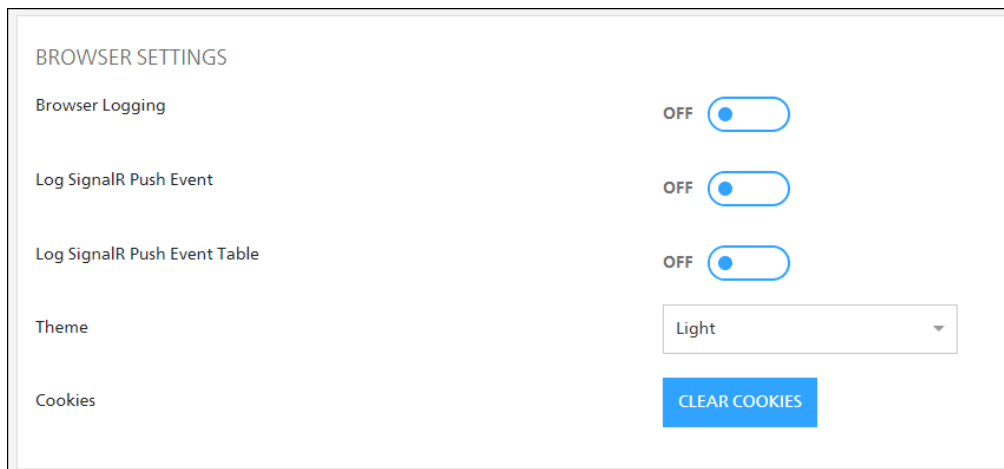 BROWSER SETTINGS
Browser Logging OFF
Log SignalR Push Event OFF
Log SignalR Push Event Table OFF
Theme Light
Cookies CLEAR COOKIES